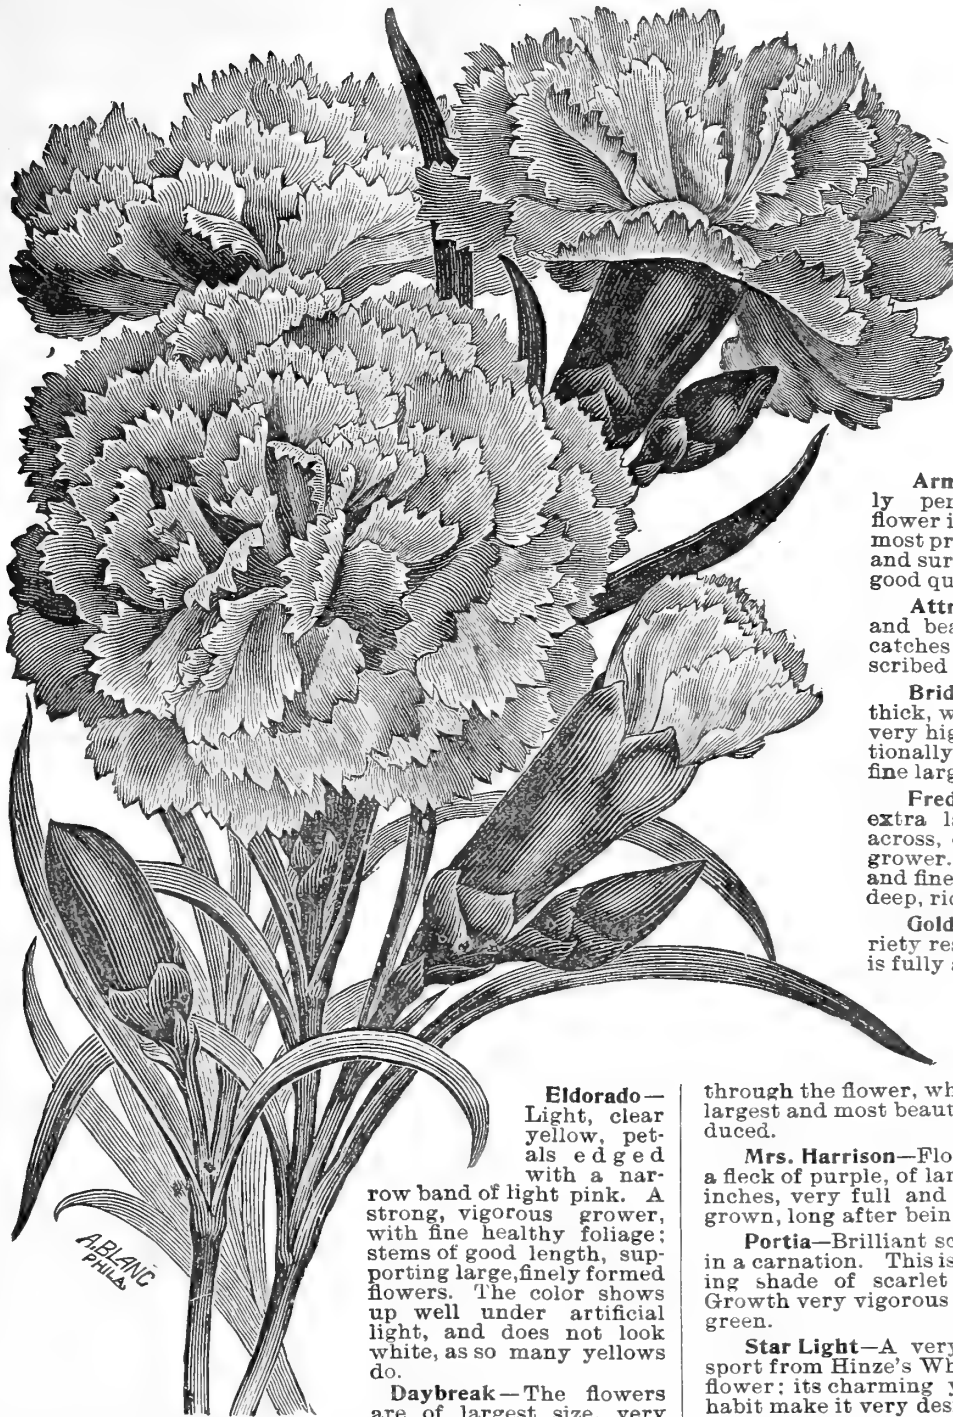 Arm
ly per
flower i
most pr
and sur
good qu
Attr
and bea
catches
scribed
Brid
thick, w
very hig
tionally
fine larg
Fred
extra la
across,
grower.
and fine
deep, ric
Gold
riety res
is fully a
A.BLANC
PHILA.
Eldorado—
Light, clear
yellow, pet-
als edged
with a nar-
row band of light pink. A
strong, vigorous grower,
with fine healthy foliage;
stems of good length, sup-
porting large, finely formed
flowers. The color shows
up well under artificial
light, and does not look
white, as so many yellows
do.
Daybreak—The flowers
are of largest size, very
through the flower, wh
largest and most beaut
duced.
Mrs. Harrison—Flo
a fleck of purple, of lar
inches, very full and
grown, long after bein
Portia—Brilliant sc
in a carnation. This is
ing shade of scarlet
Growth very vigorous
green.
Star Light—A very
sport from Hinze's Wh
flower; its charming y
habit make it very des